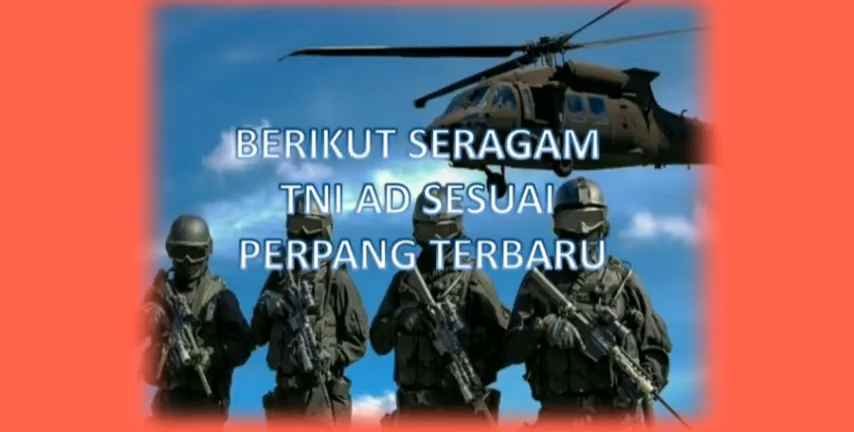 BERIKUT SERAGAM
TNI AD SESUAI
PERPANG TERBARU